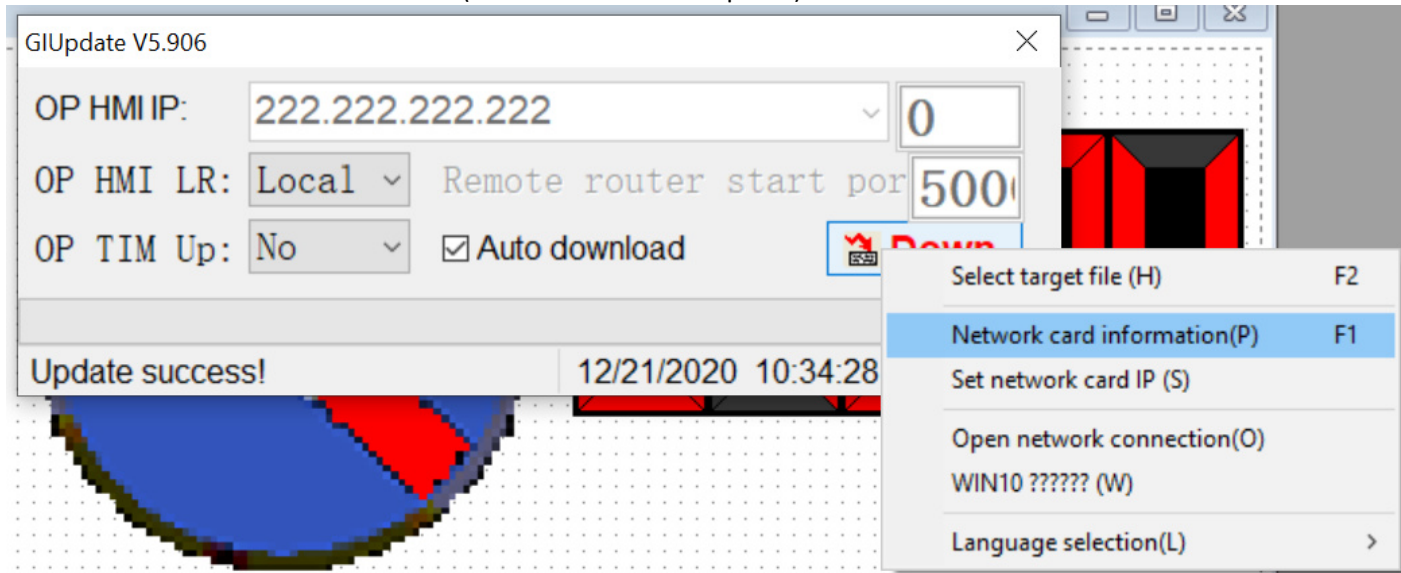 GIUpdate V5.906
OP HMI IP: 222.222.222.222 0
OP HMI LR: Local Remote router start por 500
OP TIM Up: No Auto download Down
Update success! 12/21/2020 10:34:28
Select target file (H) F2
Network card information(P) F1
Set network card IP (S)
Open network connection(O)
WIN10 ?????? (W)
Language selection(L)